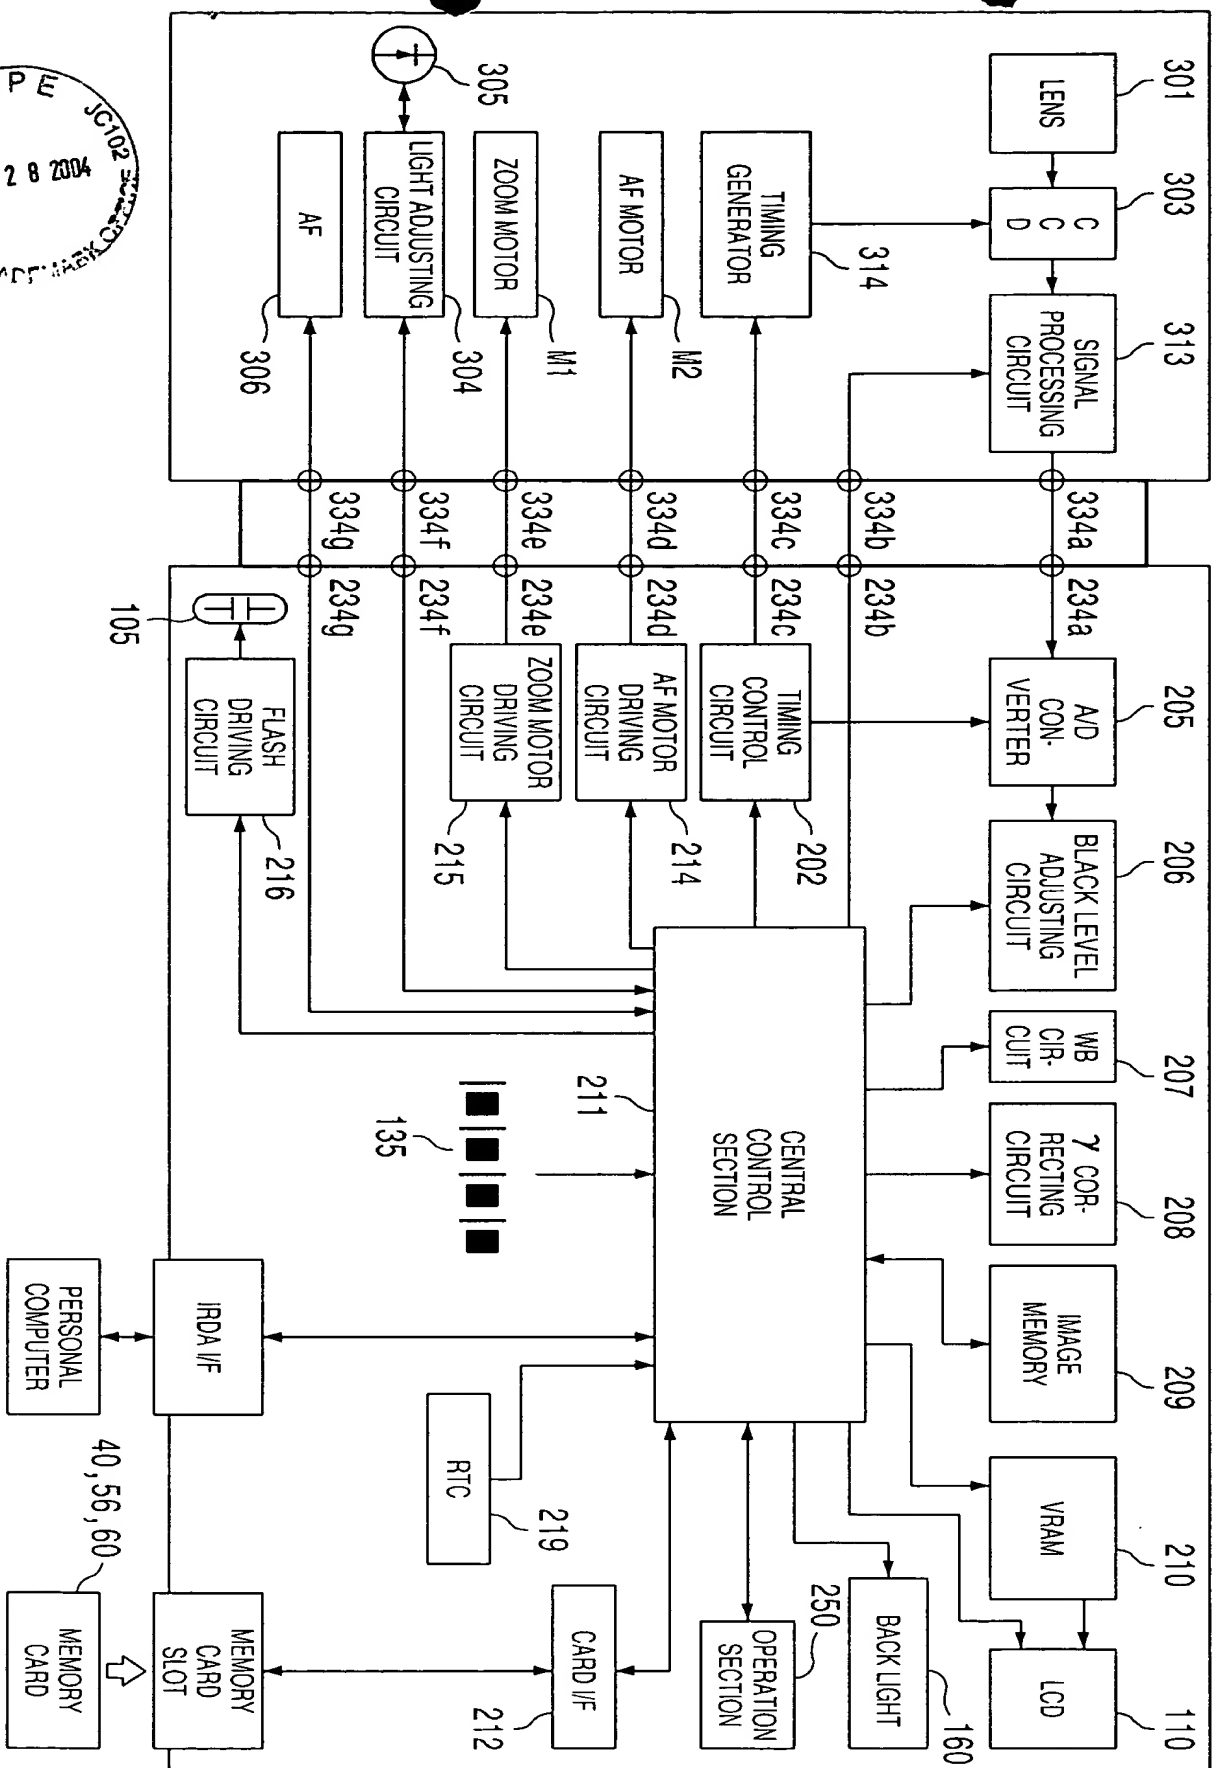 301
303
313
205
206
207
208
209
210
110
LENS
C
C
D
SIGNAL
PROCESSING
CIRCUIT
A/D
CON-
VERTER
BLACK LEVEL
ADJUSTING
CIRCUIT
WB
CIR-
CUIT
γ COR-
RECTING
CIRCUIT
IMAGE
MEMORY
VRAM
LCD
334a
234a
334b
234b
314
TIMING
GENERATOR
334c
234c
TIMING
CONTROL
CIRCUIT
202
CENTRAL
CONTROL
SECTION
211
BACK LIGHT
160
250
OPERATION
SECTION
AF MOTOR
M2
334d
234d
AF MOTOR
DRIVING
CIRCUIT
214
ZOOM MOTOR
M1
334e
234e
ZOOM MOTOR
DRIVING
CIRCUIT
215
305
LIGHT ADJUSTING
CIRCUIT
304
334f
234f
AF
306
334g
234g
FLASH
DRIVING
CIRCUIT
216
105
135
RTC
219
CARD I/F
212
IRDA I/F
MEMORY
CARD
SLOT
PERSONAL
COMPUTER
40,56,60
MEMORY
CARD
P E
JC102
2 8 2004